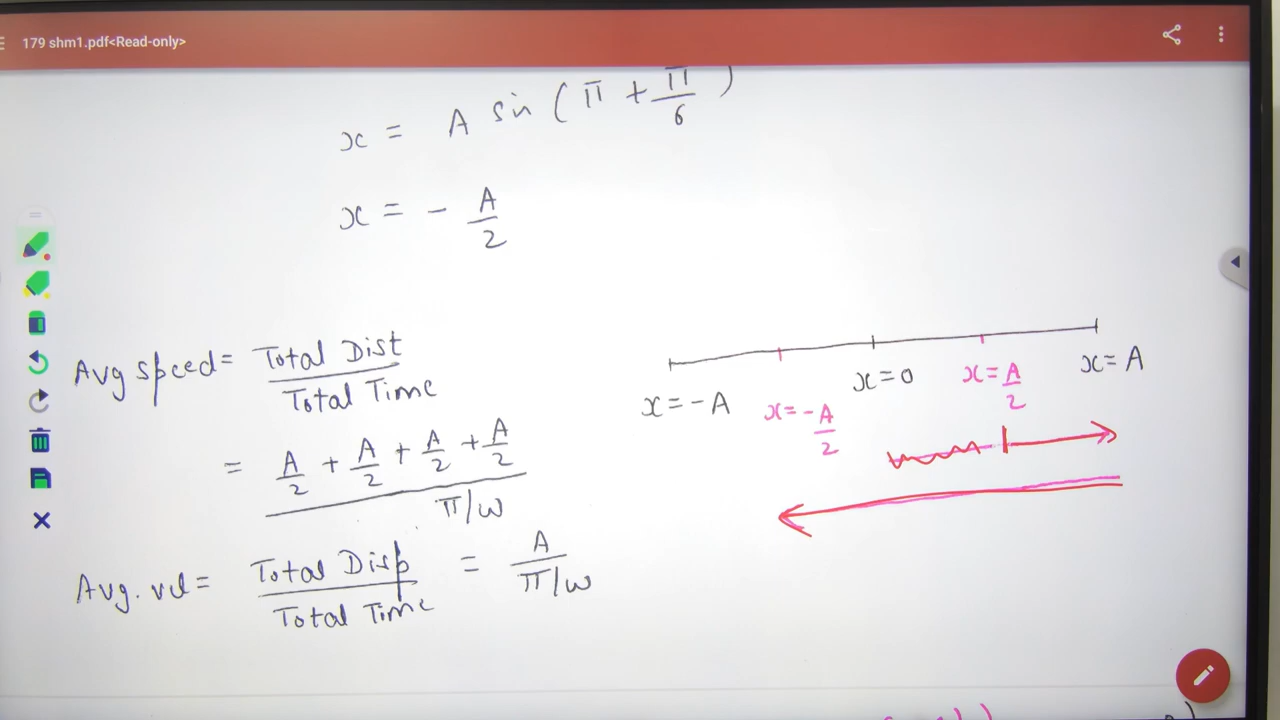 179 shm1.pdf<Read-only>
x = A sin ( π + π/6 )
x = - A/2
Avg speed = Total Dist / Total Time
x = -A x = -A/2 x = 0 x = A/2 x = A
= A/2 + A/2 + A/2 + A/2 / π/ω
Avg. vel = Total Disp / Total Time = A / π/ω